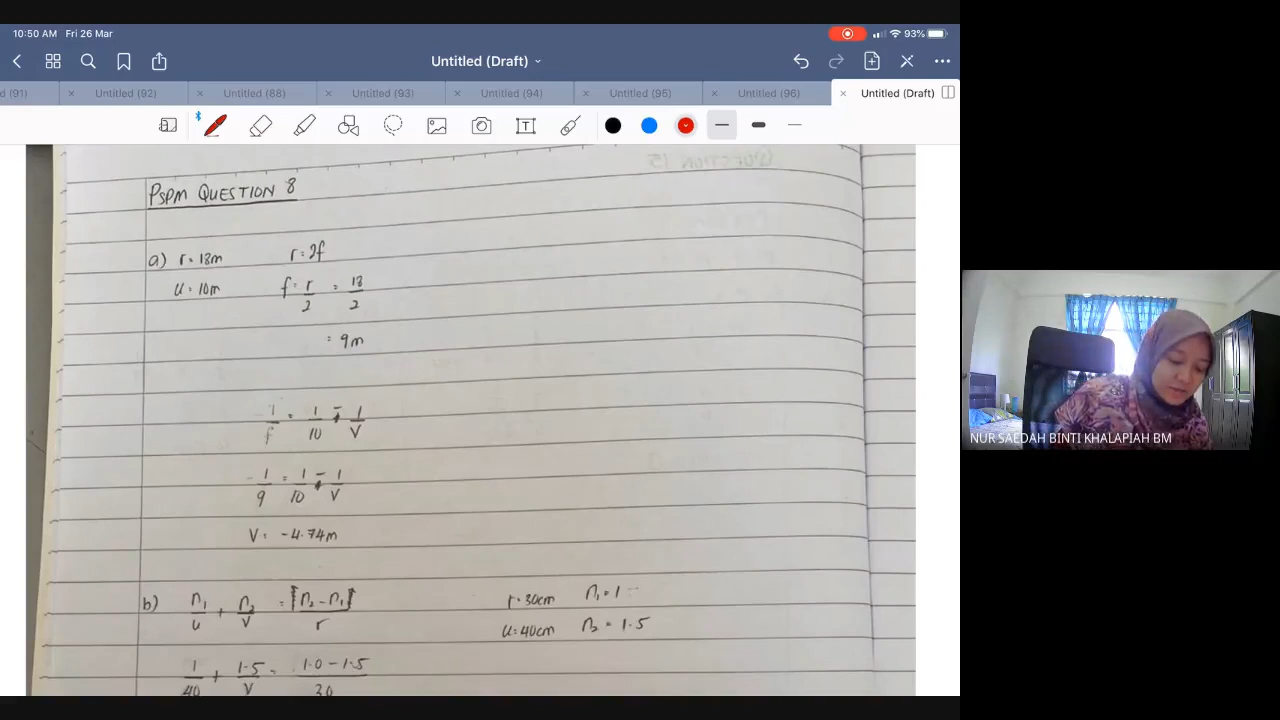 10:50 AM Fri 26 Mar
93%
Untitled (Draft)
d (91)
Untitled (92)
Untitled (88)
Untitled (93)
Untitled (94)
Untitled (95)
Untitled (96)
Untitled (Draft)
T
QUESTION 15
PSPM QUESTION 8
a) r = 18m r = 2f
u = 10m f = r/2 = 18/2
= 9m
-1/f = 1/10 - 1/v
-1/9 = 1/10 - 1/v
V = -4.74m
b) n₁/u + n₂/v = [n₂ - n₁]/r r = 30cm n₁ = 1
u = 40cm n₂ = 1.5
1/40 + 1.5/v = 1.0 - 1.5/30
NUR SAEDAH BINTI KHALAPIAH BM